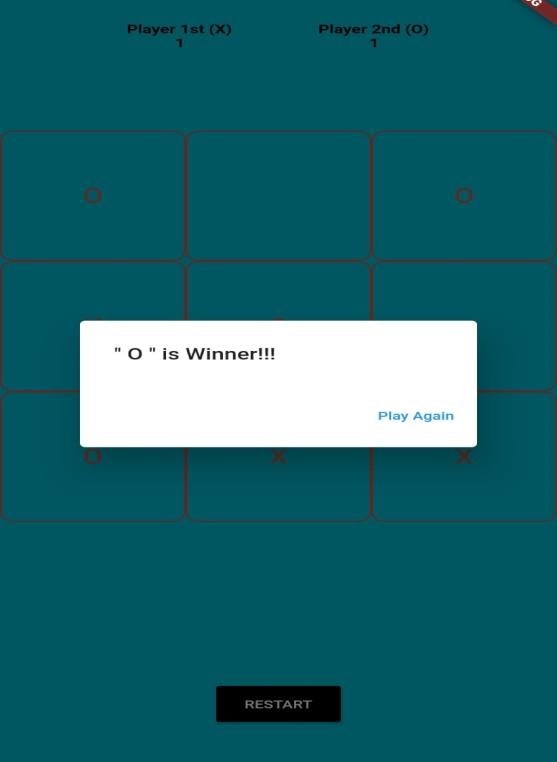 Player 1st (X) Player 2nd (O)
1 1
O O
" O " is Winner!!!
Play Again
O X X
RESTART